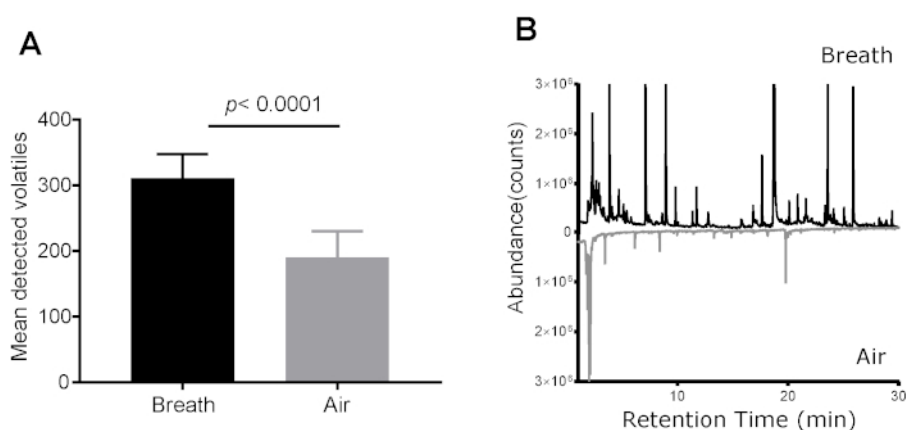 A
p< 0.0001
Mean detected volatiles
400
300
200
100
0
Breath
Air
B
Breath
Abundance(counts)
3×10⁶
2×10⁶
1×10⁶
0
1×10⁶
2×10⁶
3×10⁶
Air
10
20
30
Retention Time (min)